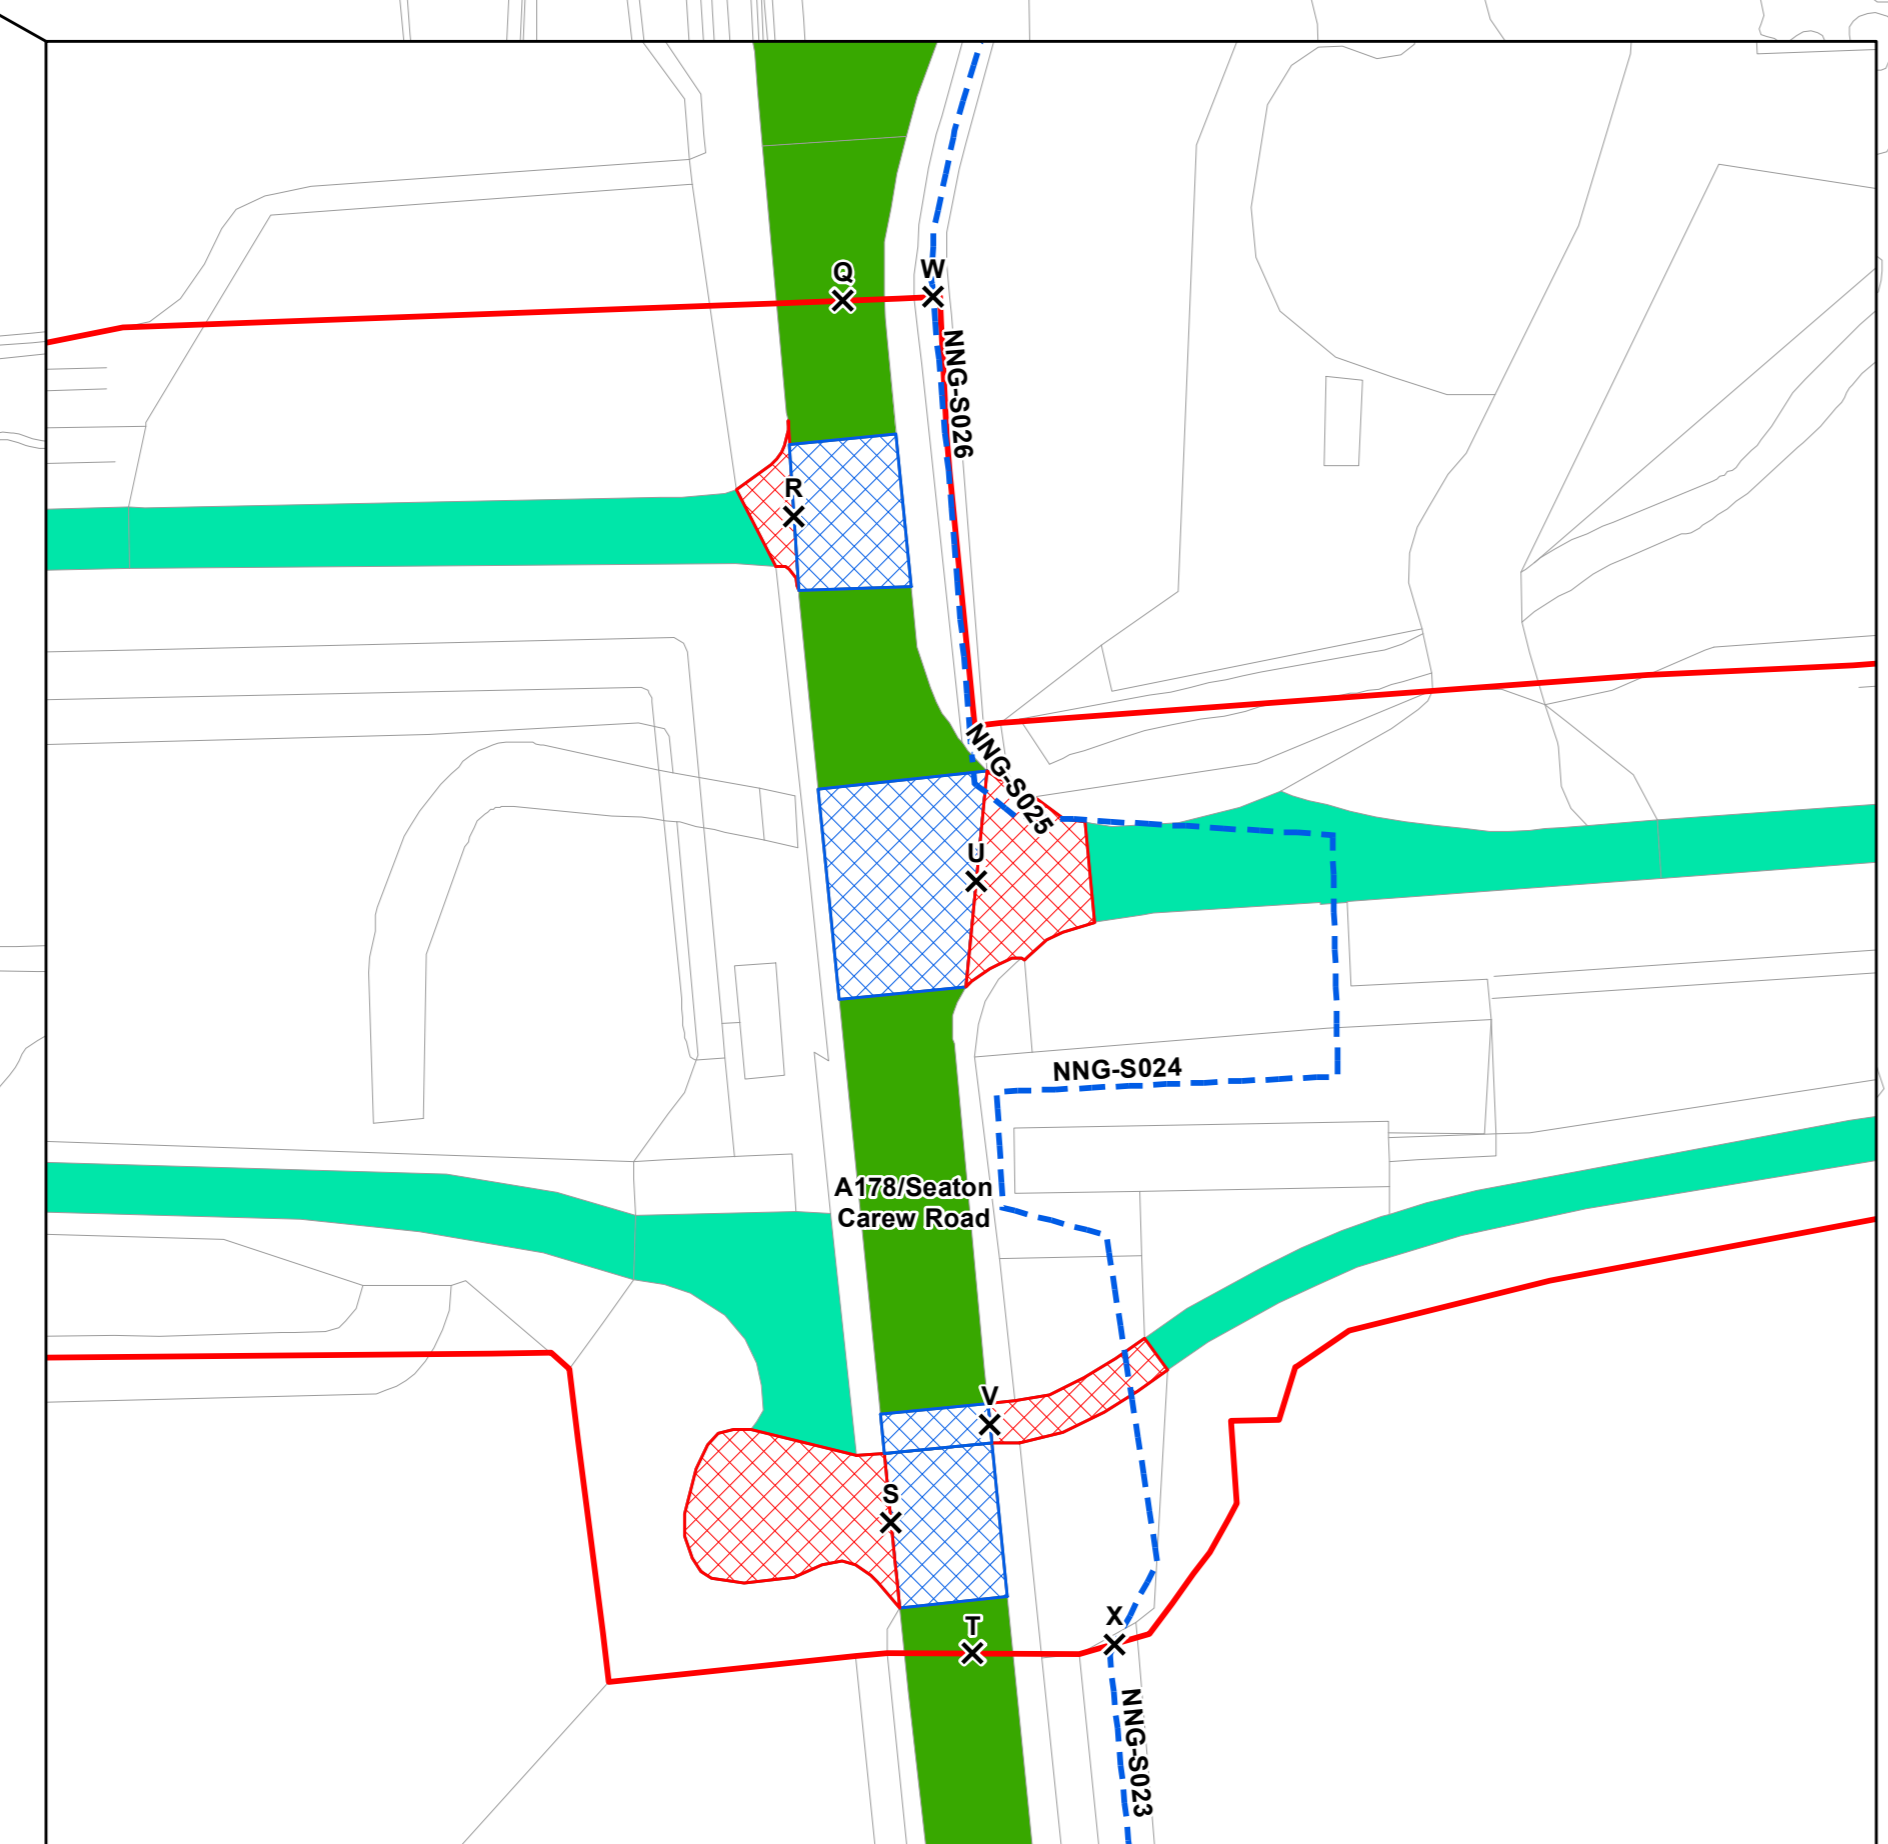 Q
W
NNG-S026
R
NNG-S025
U
NNG-S024
A178/Seaton
Carew Road
V
S
T
X
NNG-S023